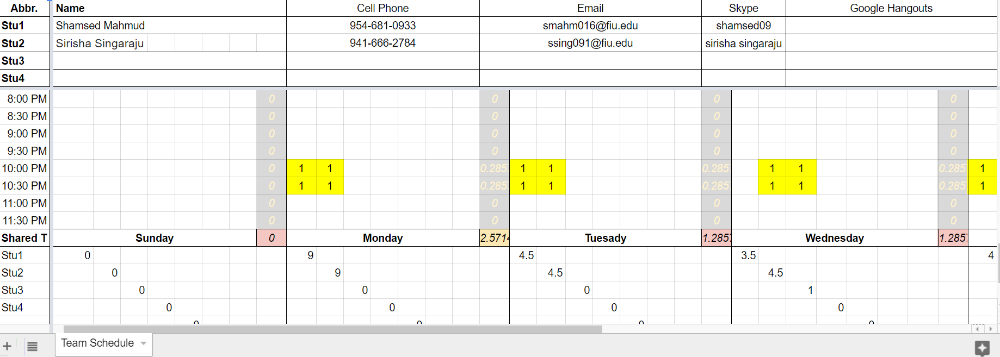 Abbr. Name Cell Phone Email Skype Google Hangouts
Stu1 Shamsed Mahmud 954-681-0933 smahm016@fiu.edu shamsed09
Stu2 Sirisha Singaraju 941-666-2784 ssing091@fiu.edu sirisha singaraju
Stu3
Stu4
8:00 PM 0 0 0 0
8:30 PM 0 0 0 0
9:00 PM 0 0 0 0
9:30 PM 0 0 0 0
10:00 PM 0 1 1 0.285 1 1 0.285 1 1 0.285 1
10:30 PM 0 1 1 0.285 1 1 0.285 1 1 0.285 1
11:00 PM 0 0 0 0
11:30 PM 0 0 0 0
Shared T Sunday 0 Monday 2.571 Tuesady 1.285 Wednesday 1.285
Stu1 0 9 4.5 3.5 4
Stu2 0 9 4.5 4.5
Stu3 0 0 0 1
Stu4 0 0 0 0
Team Schedule